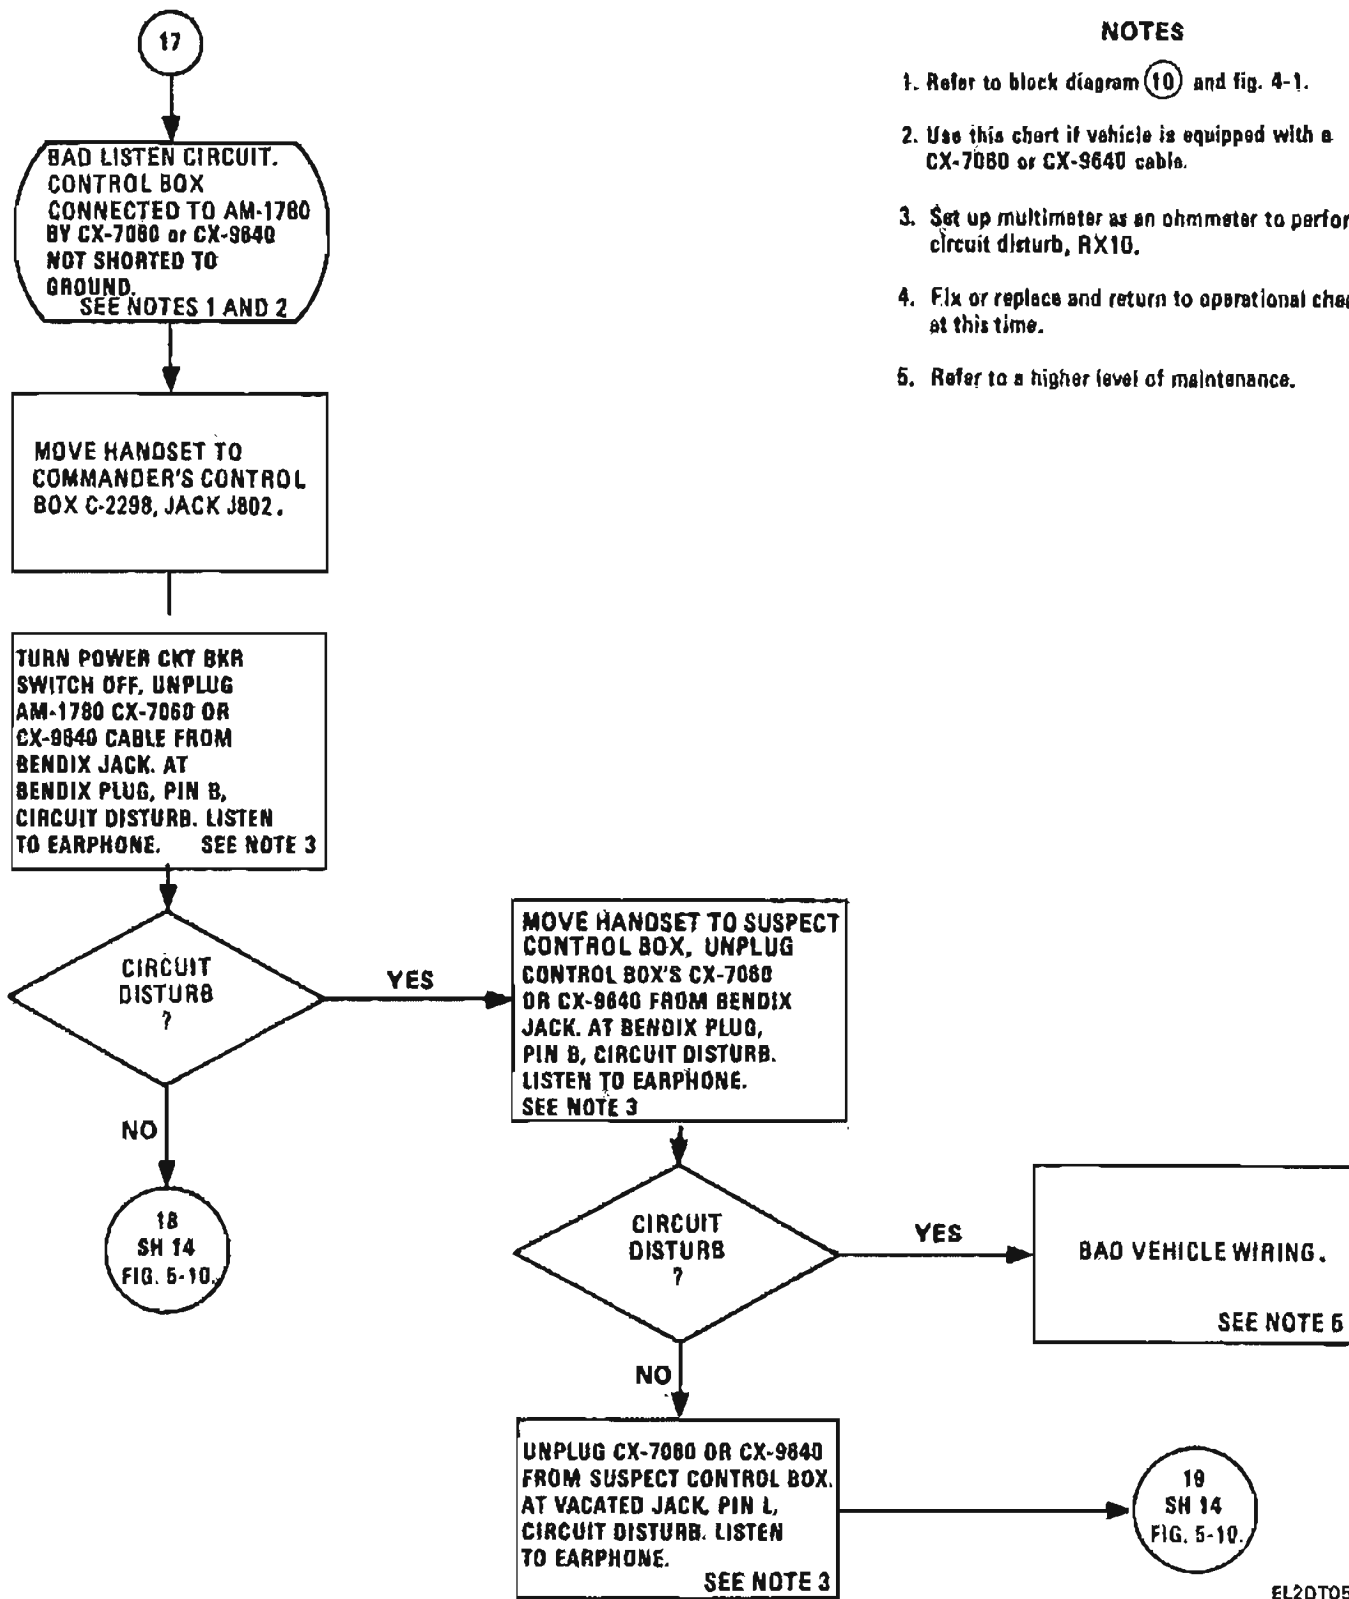 17
BAD LISTEN CIRCUIT.
CONTROL BOX
CONNECTED TO AM-1780
BY CX-7060 or CX-9640
NOT SHORTED TO
GROUND.
SEE NOTES 1 AND 2
MOVE HANDSET TO
COMMANDER'S CONTROL
BOX C-2298, JACK J802.
TURN POWER CKT BKR
SWITCH OFF, UNPLUG
AM-1780 CX-7060 OR
CX-9640 CABLE FROM
BENDIX JACK. AT
BENDIX PLUG, PIN B,
CIRCUIT DISTURB. LISTEN
TO EARPHONE. SEE NOTE 3
CIRCUIT
DISTURB
?
YES
NO
18
SH 14
FIG. 5-10.
MOVE HANDSET TO SUSPECT
CONTROL BOX, UNPLUG
CONTROL BOX'S CX-7060
OR CX-9640 FROM BENDIX
JACK. AT BENDIX PLUG,
PIN B, CIRCUIT DISTURB.
LISTEN TO EARPHONE.
SEE NOTE 3
CIRCUIT
DISTURB
?
YES
BAD VEHICLE WIRING.
SEE NOTE 5
NO
UNPLUG CX-7060 OR CX-9640
FROM SUSPECT CONTROL BOX.
AT VACATED JACK, PIN L,
CIRCUIT DISTURB. LISTEN
TO EARPHONE.
SEE NOTE 3
19
SH 14
FIG. 5-10.
NOTES
1. Refer to block diagram 10 and fig. 4-1.
2. Use this chart if vehicle is equipped with a
CX-7060 or CX-9640 cable.
3. Set up multimeter as an ohmmeter to perfor
circuit disturb, RX10.
4. Fix or replace and return to operational
at this time.
5. Refer to a higher level of maintenance.
EL2DT05